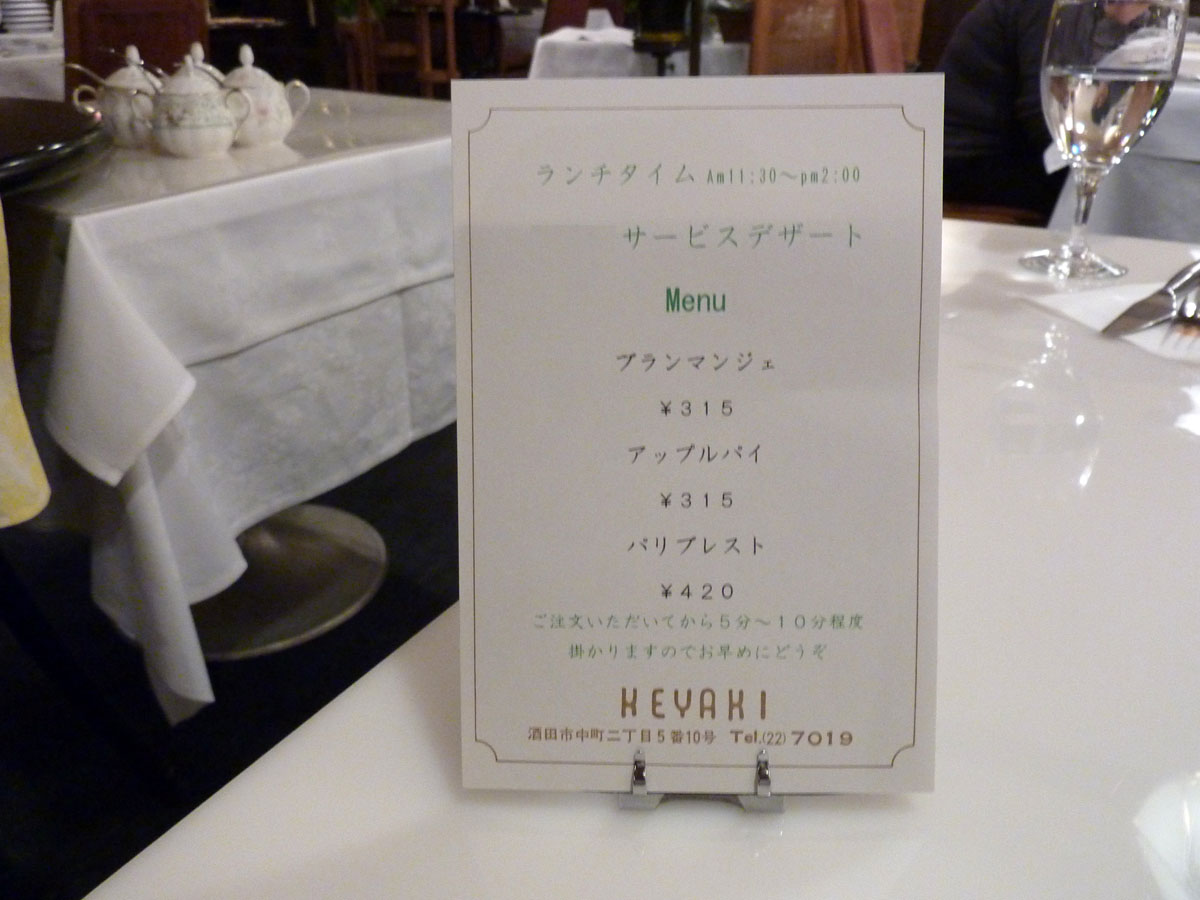 ランチタイム Am11:30～pm2:00
サービスデザート
Menu
ブランマンジェ
￥３１５
アップルパイ
￥３１５
パリブレスト
￥４２０
ご注文いただいてから５分～１０分程度
掛かりますのでお早めにどうぞ
KEYAKI
酒田市中町二丁目5番10号 Tel.(22)7019